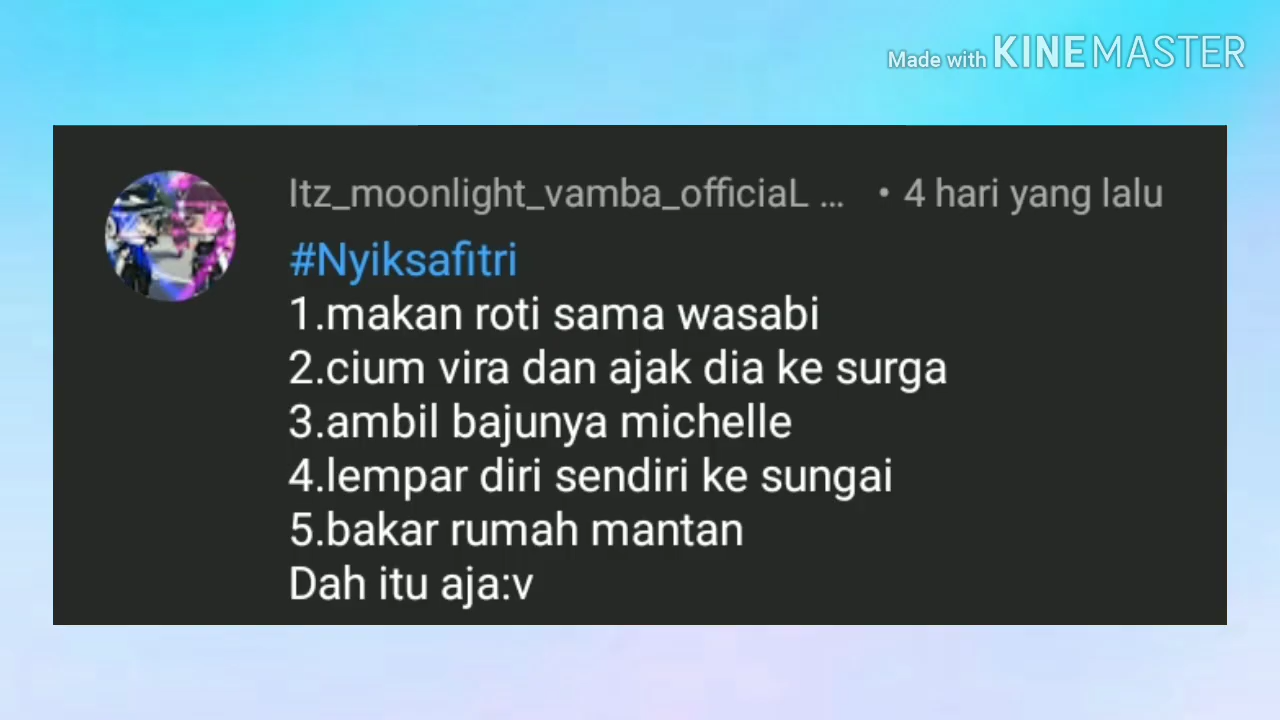 Made with KINEMASTER
Itz_moonlight_vamba_officiaL ... • 4 hari yang lalu
#Nyiksafitri
1.makan roti sama wasabi
2.cium vira dan ajak dia ke surga
3.ambil bajunya michelle
4.lempar diri sendiri ke sungai
5.bakar rumah mantan
Dah itu aja:v